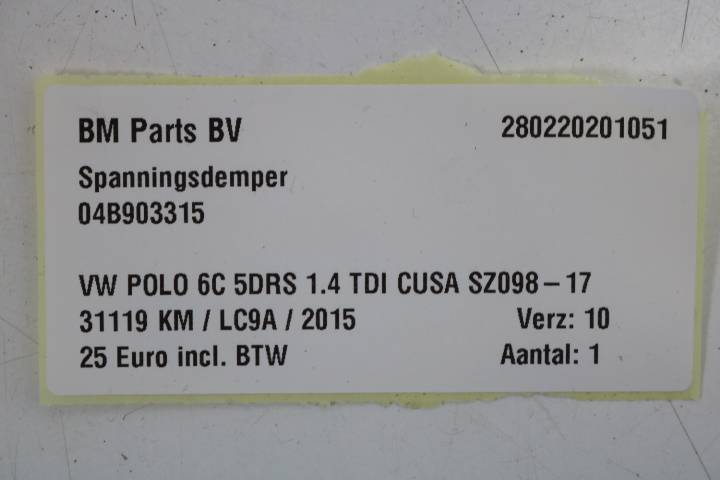 BM Parts BV 280220201051
Spanningsdemper
04B903315
VW POLO 6C 5DRS 1.4 TDI CUSA SZ098 – 17
31119 KM / LC9A / 2015 Verz: 10
25 Euro incl. BTW Aantal: 1